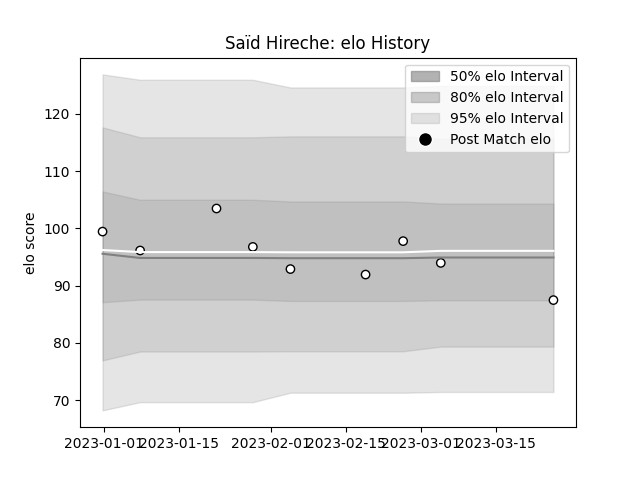 Saïd Hireche: elo History
50% elo Interval
80% elo Interval
95% elo Interval
Post Match elo
elo score
120
110
100
90
80
70
2023-01-01 2023-01-15 2023-02-01 2023-02-15 2023-03-01 2023-03-15